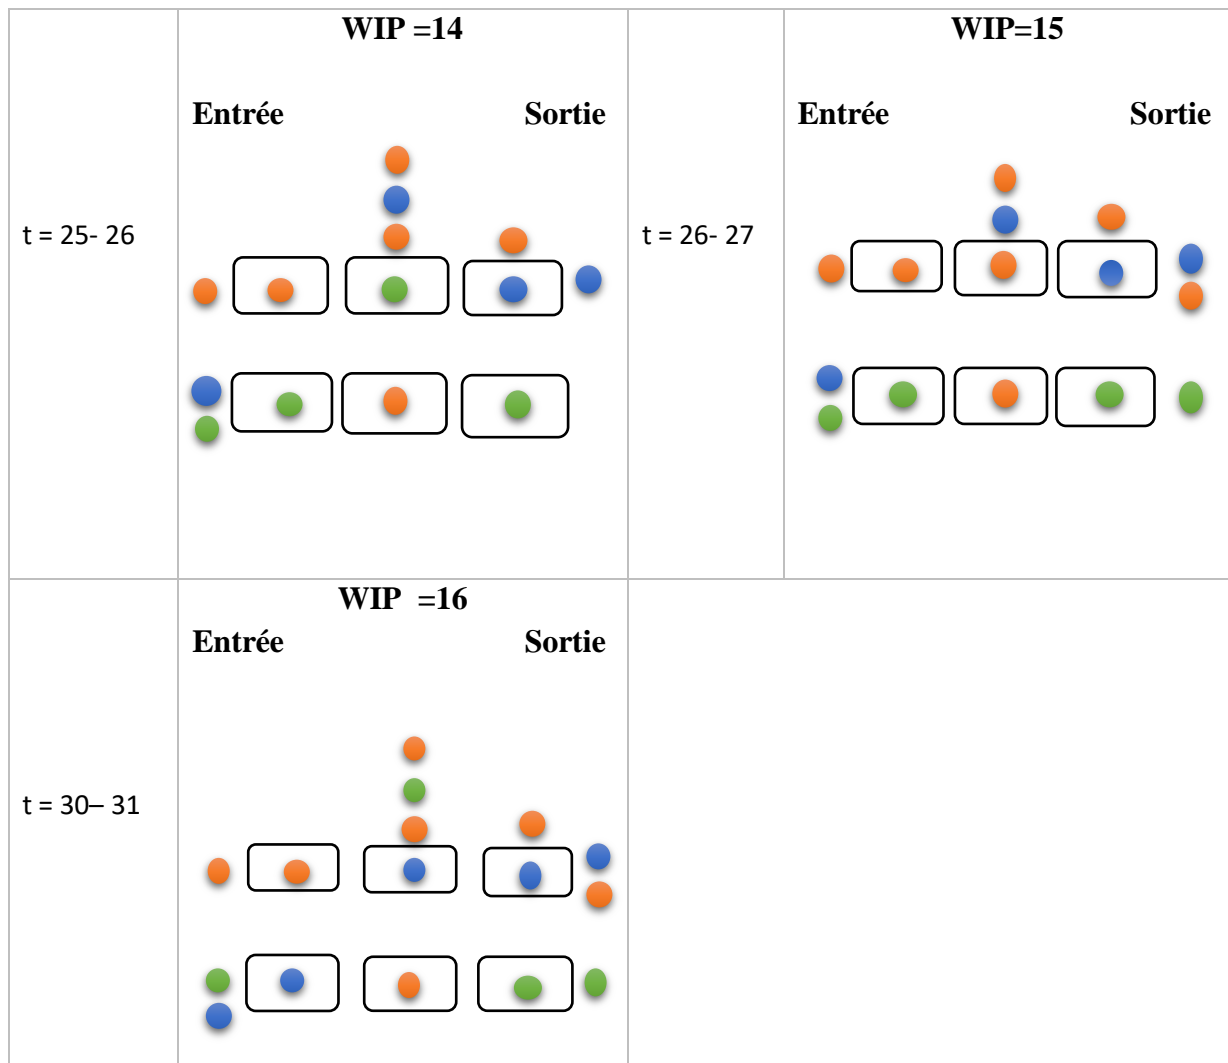 WIP =14
Entrée Sortie
t = 25- 26
WIP=15
Entrée Sortie
t = 26- 27
WIP =16
Entrée Sortie
t = 30– 31